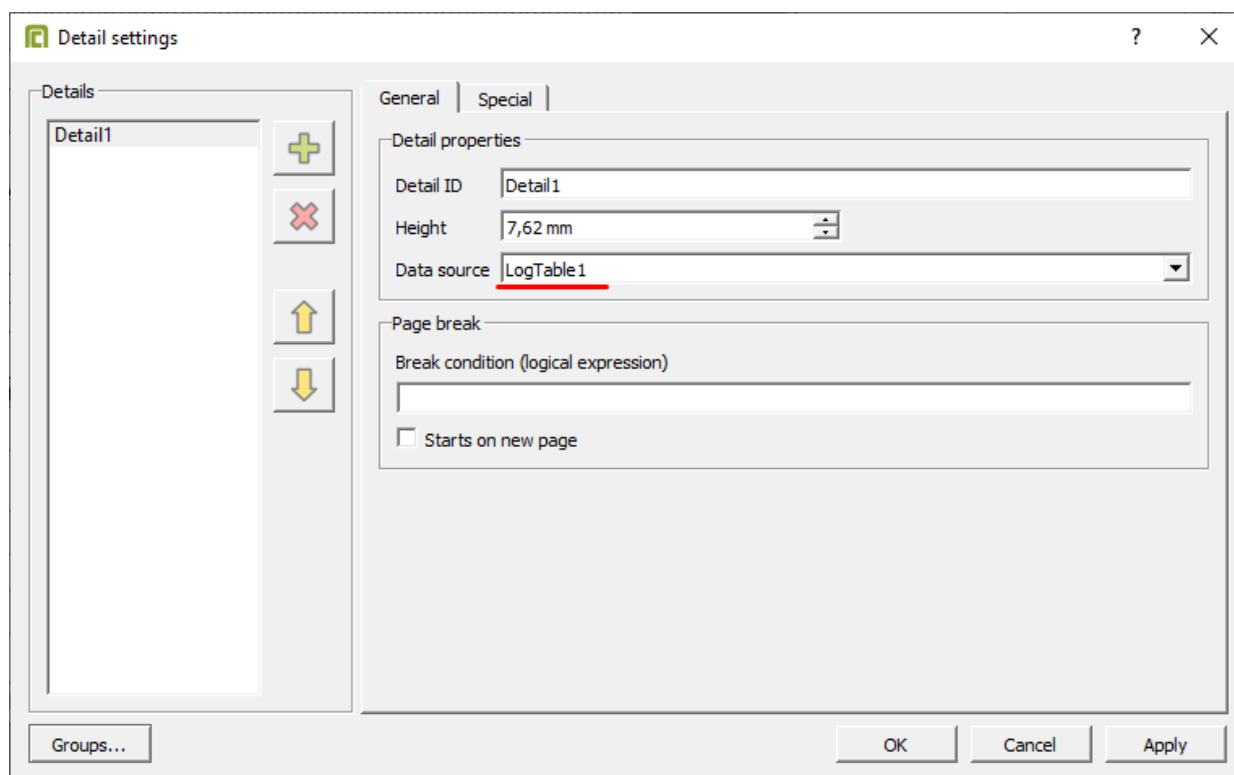 Detail settings
?
Details
Detail1
General
Special
Detail properties
Detail ID
Detail1
Height
7,62 mm
Data source
LogTable1
Page break
Break condition (logical expression)
Starts on new page
Groups...
OK
Cancel
Apply